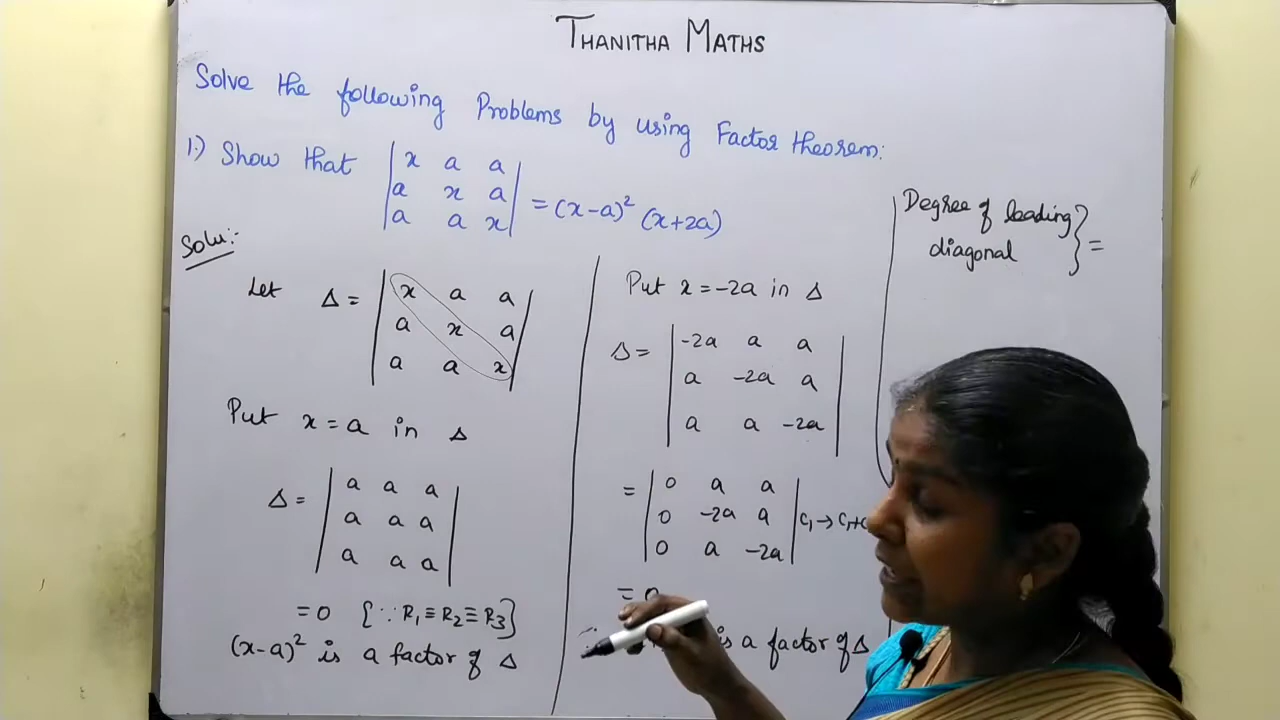 THANITHA MATHS
Solve the following Problems by using Factor theorem:
1.) Show that | x a a |
| a x a | = (x-a)² (x+2a)
| a a x |
Solu:-
Let Δ = | x a a |
| a x a |
| a a x |
Put x = a in Δ
Δ = | a a a |
| a a a |
| a a a |
= 0 {∵ R₁ ≡ R₂ ≡ R₃}
(x-a)² is a factor of Δ
Put x = -2a in Δ
Δ = | -2a a a |
| a -2a a |
| a a -2a |
= | 0 a a |
| 0 -2a a | C₁ → C₁+
| 0 a -2a |
= 0
is a factor of Δ
Degree of leading
diagonal } =